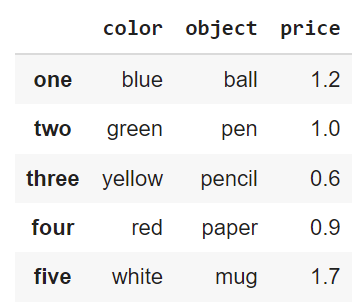 color object price
one blue ball 1.2
two green pen 1.0
three yellow pencil 0.6
four red paper 0.9
five white mug 1.7